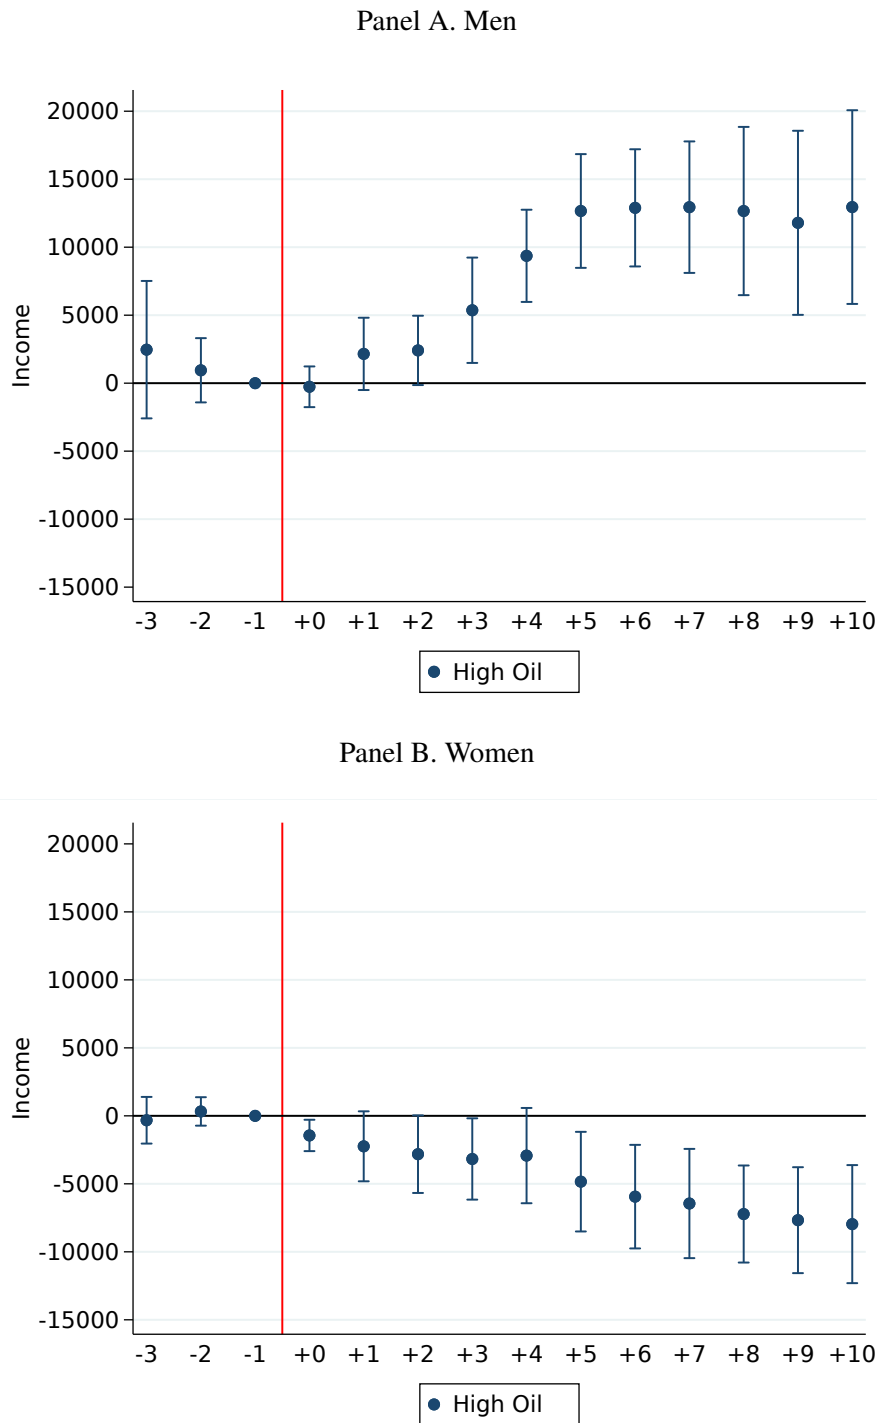 Panel A. Men
20000
15000
10000
5000
0
-5000
-10000
-15000
Income
-3 -2 -1 +0 +1 +2 +3 +4 +5 +6 +7 +8 +9 +10
High Oil
Panel B. Women
20000
15000
10000
5000
0
-5000
-10000
-15000
Income
-3 -2 -1 +0 +1 +2 +3 +4 +5 +6 +7 +8 +9 +10
High Oil